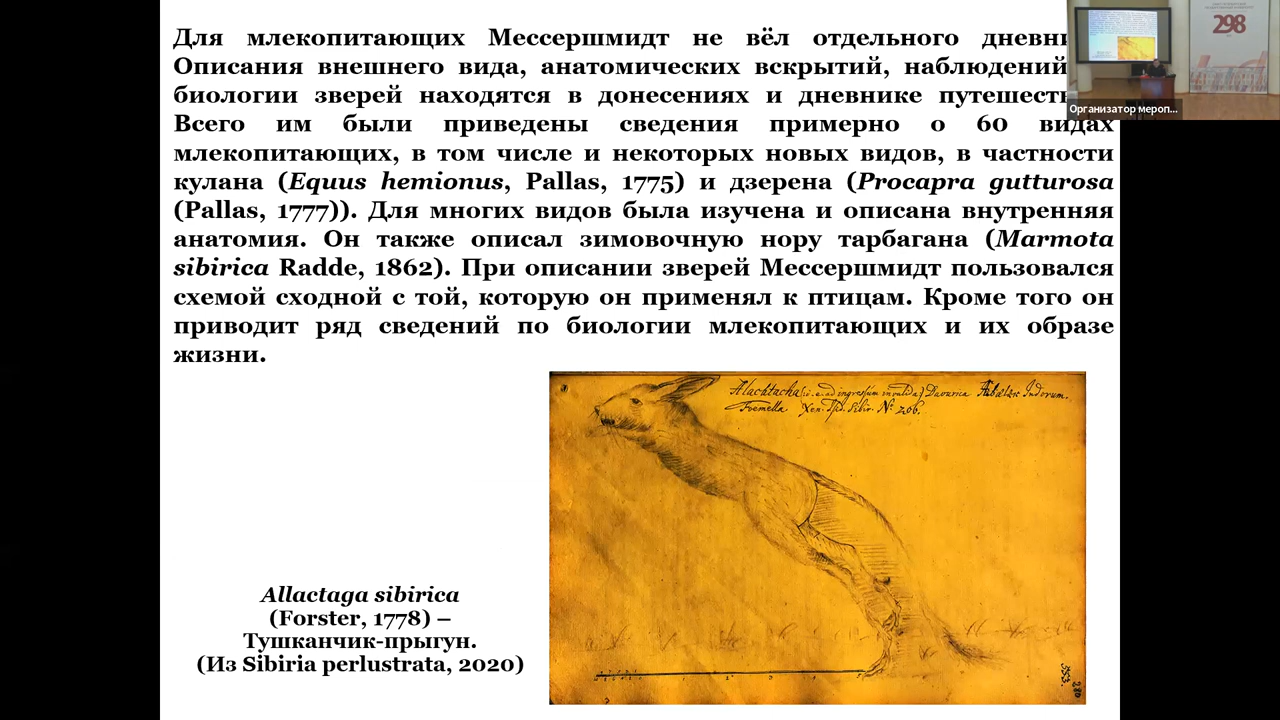 Для млекопитающих Мессершмидт не вёл отдельного
Описания внешнего вида, анатомических вскрытий, наблюдений
биологии зверей находятся в донесениях и дневнике
Всего им были приведены сведения примерно о 60 видах
млекопитающих, в том числе и некоторых новых видов, в частности
кулана (Equus hemionus, Pallas, 1775) и дзерена (Procapra gutturosa
(Pallas, 1777)). Для многих видов была изучена и описана внутренняя
анатомия. Он также описал зимовочную нору тарбагана (Marmota
sibirica Radde, 1862). При описании зверей Мессершмидт пользовался
схемой сходной с той, которую он применял к птицам. Кроме того он
приводит ряд сведений по биологии млекопитающих и их образе
жизни.
Allactaga sibirica
(Forster, 1778) –
Тушканчик-прыгун.
(Из Sibiria perlustrata, 2020)
298
Организатор мероп...
Alachtacha
Daourica
Foemella
No 206.